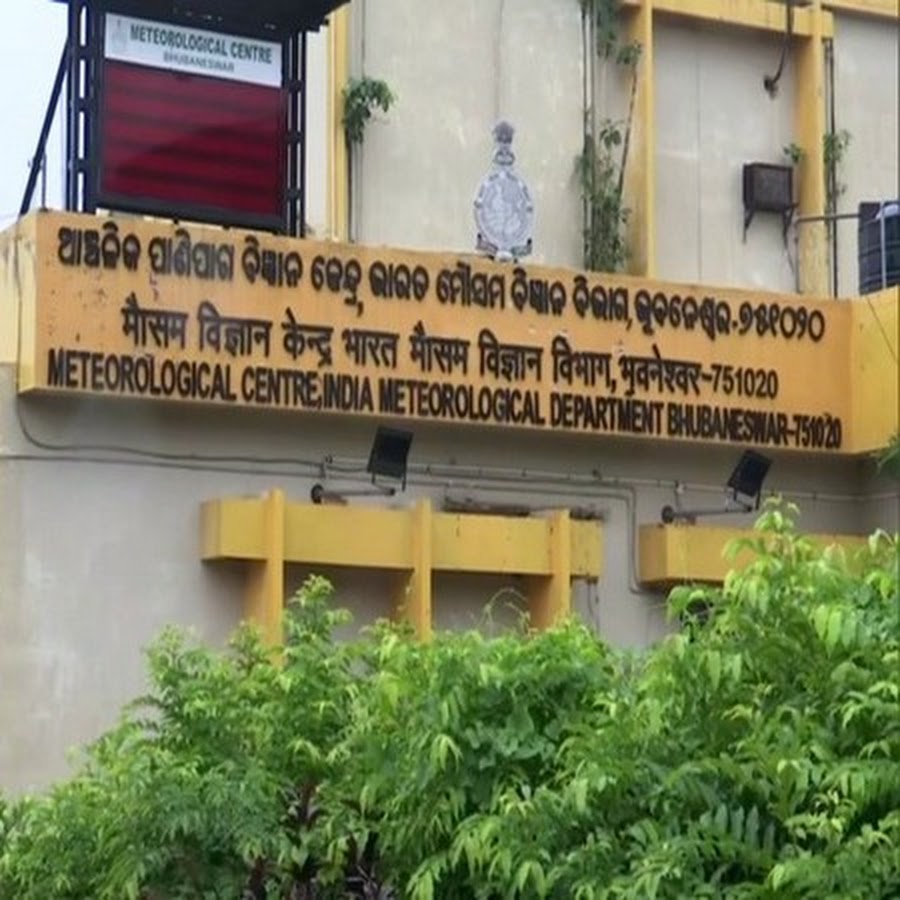 METEOROLOGICAL CENTRE
BHUBANESWAR
ଆଞ୍ଚଳିକ ପାଣିପାଗ ବିଜ୍ଞାନ କେନ୍ଦ୍ର, ଭାରତ ମୌସମ ବିଜ୍ଞାନ ବିଭାଗ, ଭୂବନେଶ୍ୱର-୭୫୧୦୨୦
मौसम विज्ञान केन्द्र भारत मौसम विज्ञान विभाग, भुवनेश्वर-751020
METEOROLOGICAL CENTRE,INDIA METEOROLOGICAL DEPARTMENT BHUBANESWAR-751020